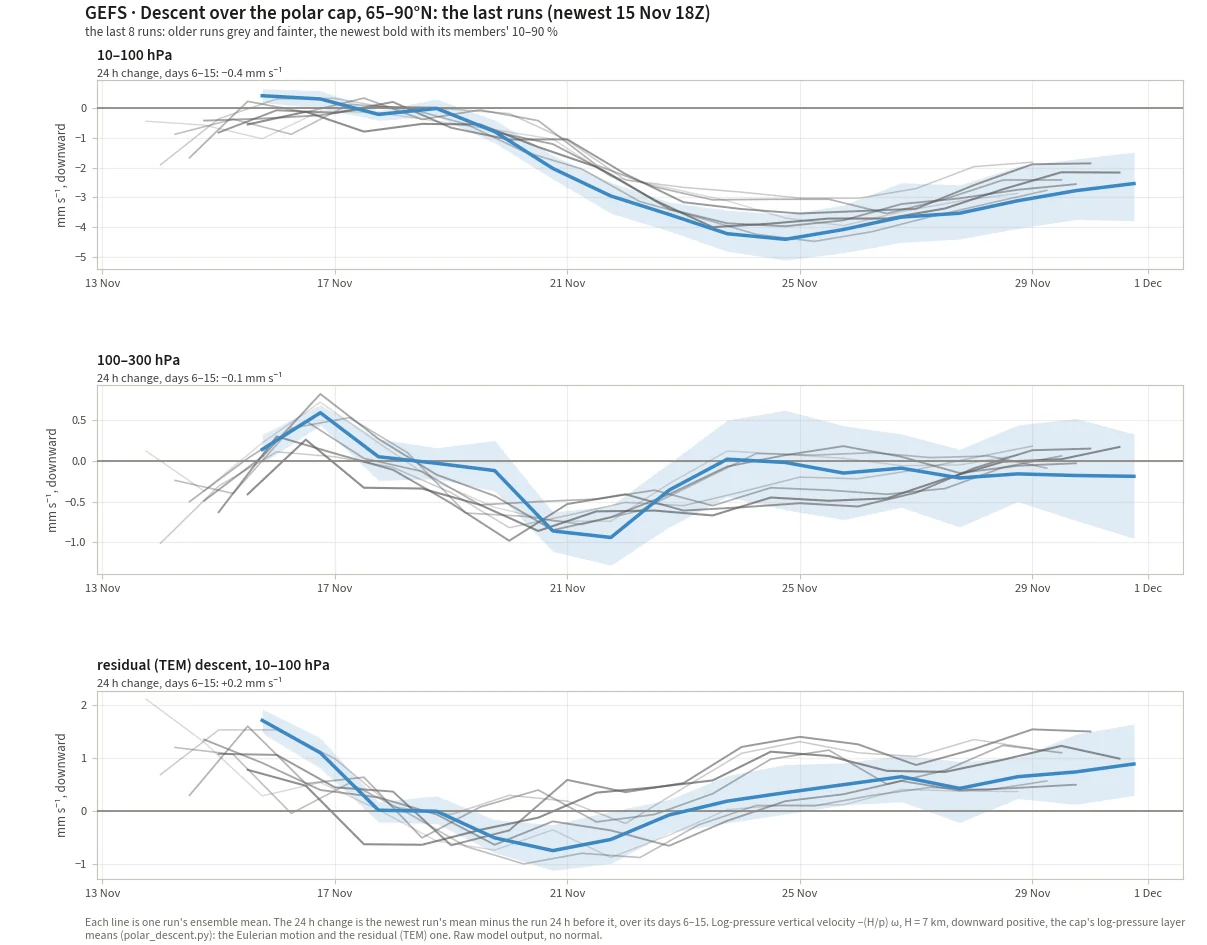 GEFS · Descent over the polar cap, 65–90°N: the last runs (newest 15 Nov 18Z)
the last 8 runs: older runs grey and fainter, the newest bold with its members' 10–90 %
10–100 hPa
24 h change, days 6–15: −0.4 mm s⁻¹
mm s⁻¹, downward
0
−1
−2
−3
−4
−5
13 Nov 17 Nov 21 Nov 25 Nov 29 Nov 1 Dec
100–300 hPa
24 h change, days 6–15: −0.1 mm s⁻¹
mm s⁻¹, downward
0.5
0.0
−0.5
−1.0
13 Nov 17 Nov 21 Nov 25 Nov 29 Nov 1 Dec
residual (TEM) descent, 10–100 hPa
24 h change, days 6–15: +0.2 mm s⁻¹
mm s⁻¹, downward
2
1
0
−1
13 Nov 17 Nov 21 Nov 25 Nov 29 Nov 1 Dec
Each line is one run's ensemble mean. The 24 h change is the newest run's mean minus the run 24 h before it, over its days 6–15. Log-pressure vertical velocity −(H/p) ω, H = 7 km, downward positive, the cap's log-pressure layer
means (polar_descent.py): the Eulerian motion and the residual (TEM) one. Raw model output, no normal.